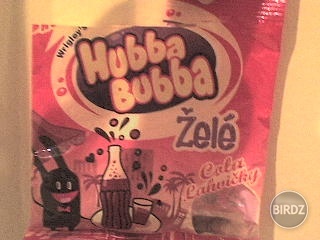 Wrigley's
Hubba
Bubba
Želé
Cola
Lahvičky
BIRDZ